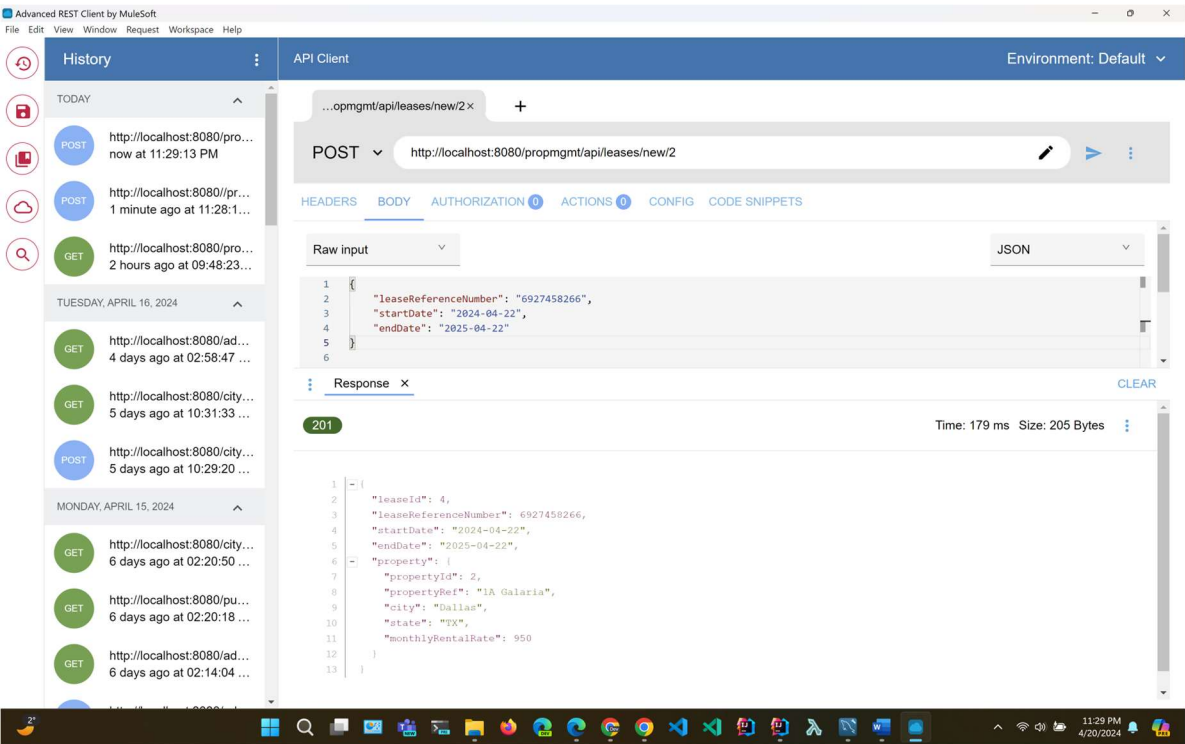 Advanced REST Client by MuleSoft
File Edit View Window Request Workspace Help
History
API Client
Environment: Default
TODAY
POST
http://localhost:8080/pro...
now at 11:29:13 PM
POST
http://localhost:8080//pr...
1 minute ago at 11:28:1...
GET
http://localhost:8080/pro...
2 hours ago at 09:48:23...
TUESDAY, APRIL 16, 2024
GET
http://localhost:8080/ad...
4 days ago at 02:58:47 ...
GET
http://localhost:8080/city...
5 days ago at 10:31:33 ...
POST
http://localhost:8080/city...
5 days ago at 10:29:20 ...
MONDAY, APRIL 15, 2024
GET
http://localhost:8080/city...
6 days ago at 02:20:50 ...
GET
http://localhost:8080/pu...
6 days ago at 02:20:18 ...
GET
http://localhost:8080/ad...
6 days ago at 02:14:04 ...
...opmgmt/api/leases/new/2 ×
+
POST
http://localhost:8080/propmgmt/api/leases/new/2
HEADERS BODY AUTHORIZATION 0 ACTIONS 0 CONFIG CODE SNIPPETS
Raw input
JSON
1 {
2 "leaseReferenceNumber": "6927458266",
3 "startDate": "2024-04-22",
4 "endDate": "2025-04-22"
5 }
6
Response ×
CLEAR
201
Time: 179 ms Size: 205 Bytes
1 {
2 "leaseId": 4,
3 "leaseReferenceNumber": 6927458266,
4 "startDate": "2024-04-22",
5 "endDate": "2025-04-22",
6 "property": {
7 "propertyId": 2,
8 "propertyRef": "1A Galaria",
9 "city": "Dallas",
10 "state": "TX",
11 "monthlyRentalRate": 950
12 }
13 }
2°
11:29 PM
4/20/2024